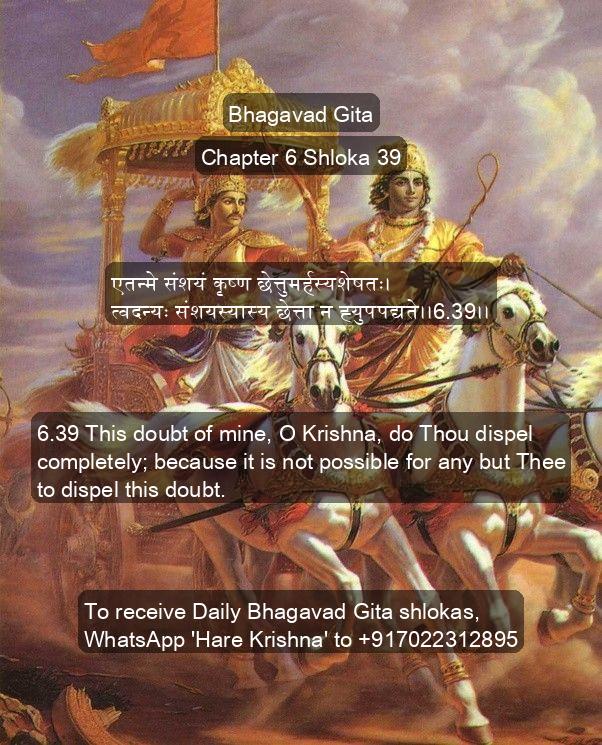 Bhagavad Gita
Chapter 6 Shloka 39
एतन्मे संशयं कृष्ण छेत्तुमर्हस्यशेषतः।
त्वदन्यः संशयस्यास्य छेत्ता न ह्युपपद्यते।।6.39।।
6.39 This doubt of mine, O Krishna, do Thou dispel
completely; because it is not possible for any but Thee
to dispel this doubt.
To receive Daily Bhagavad Gita shlokas,
WhatsApp 'Hare Krishna' to +917022312895